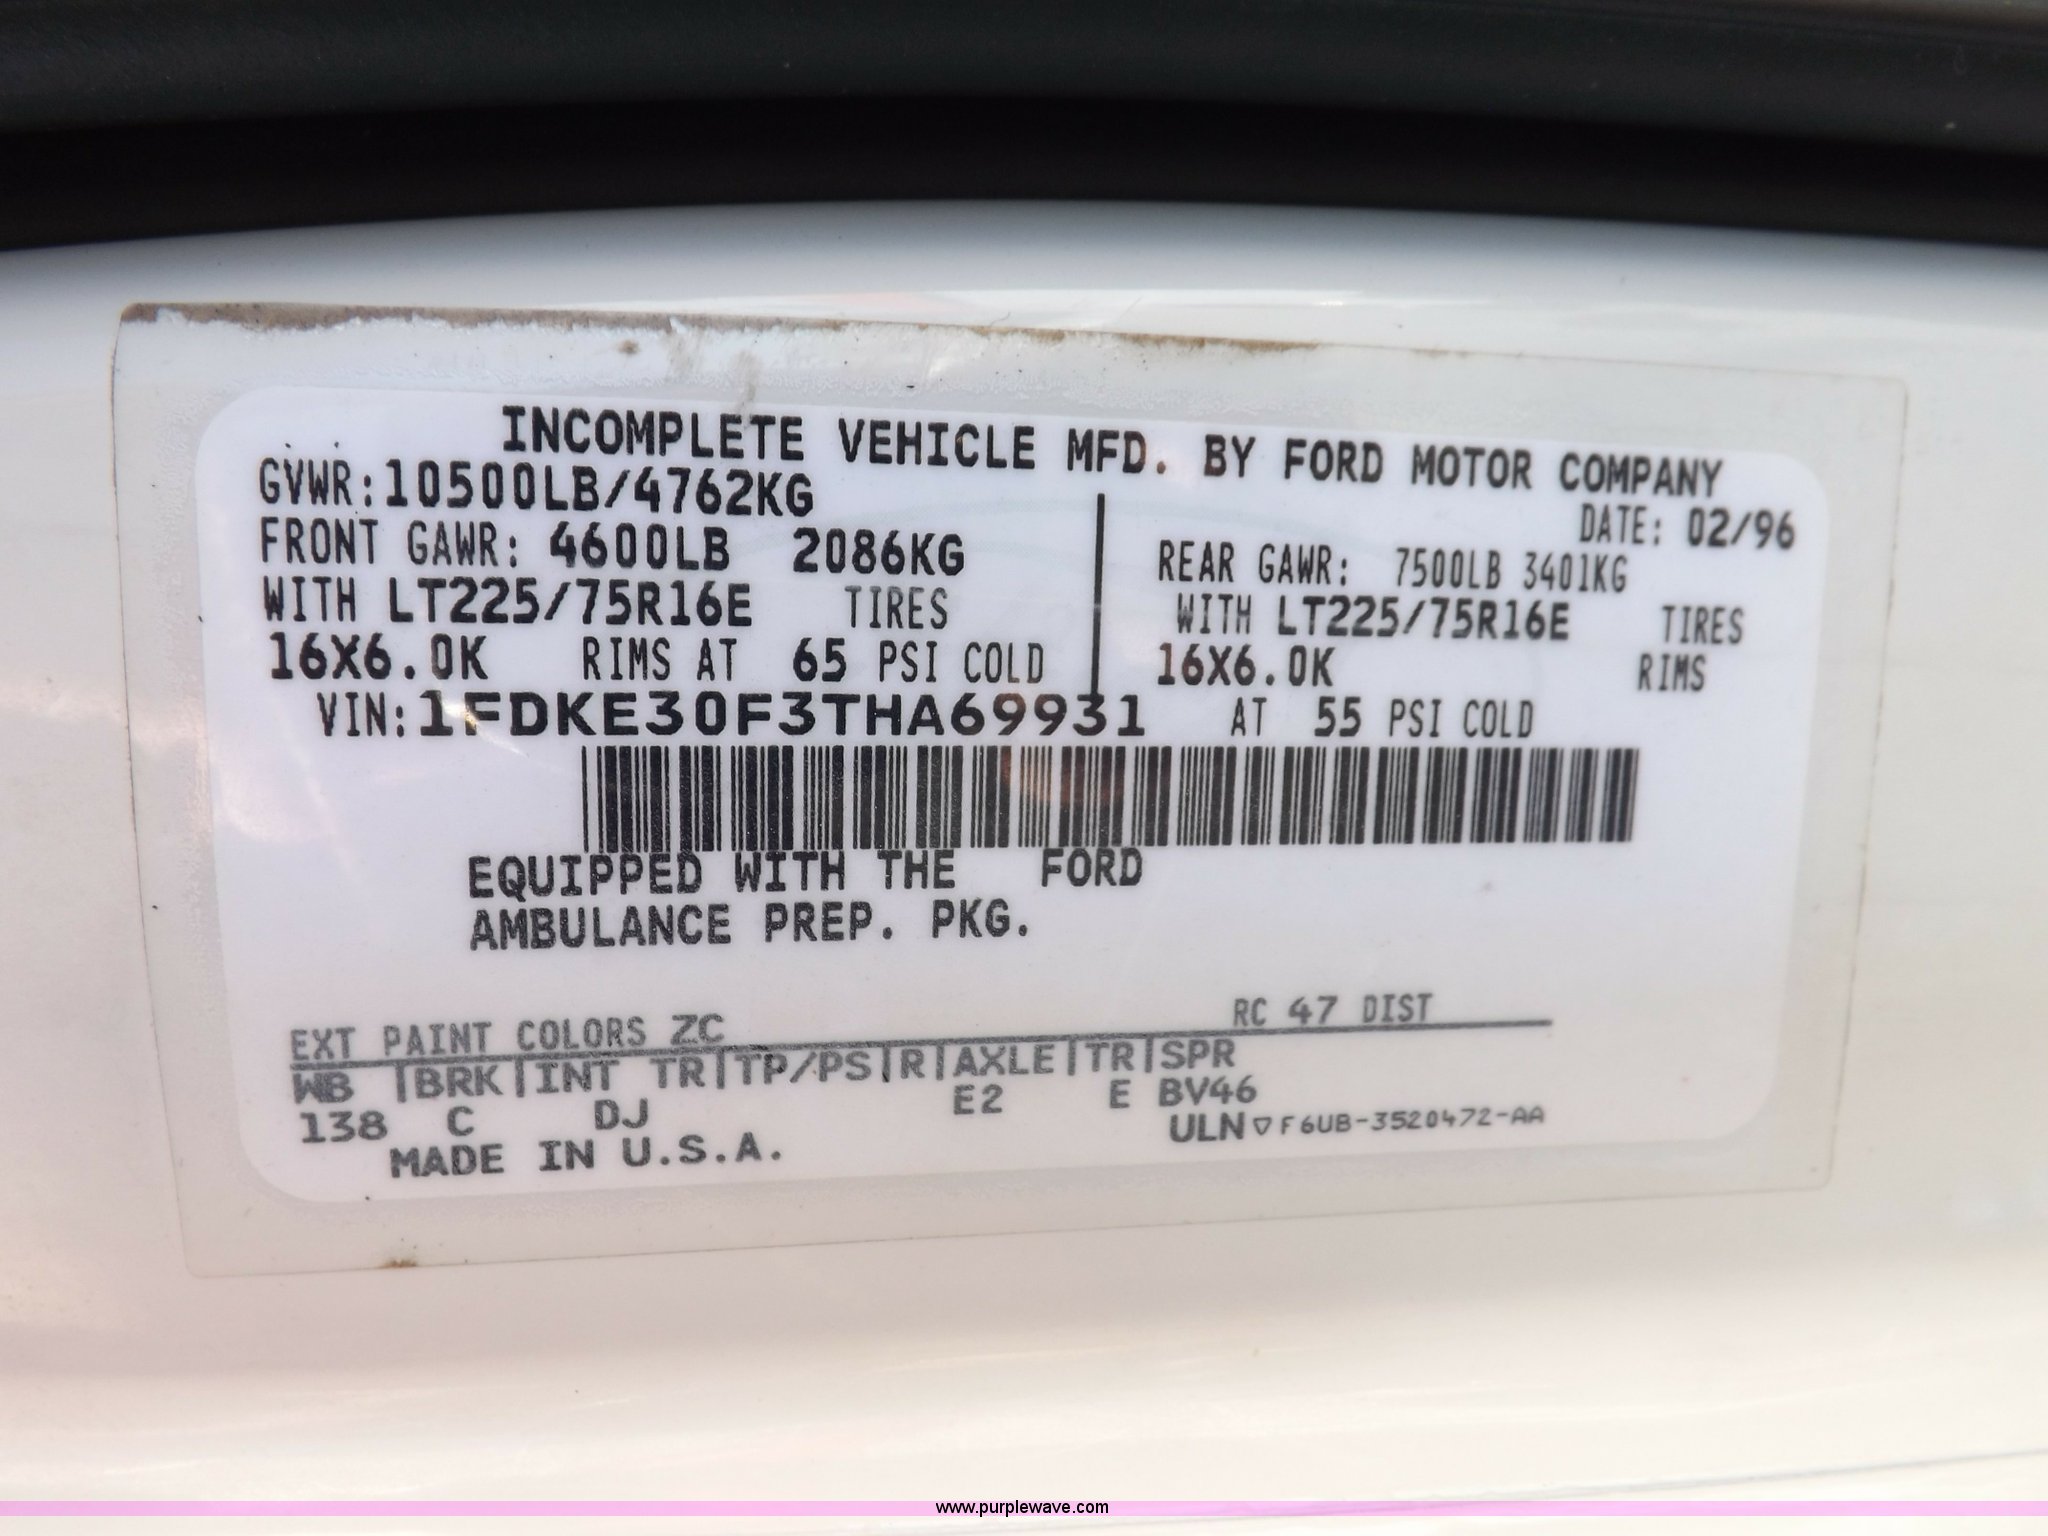 INCOMPLETE VEHICLE MFD. BY FORD MOTOR COMPANY
GVWR:10500LB/4762KG
DATE: 02/96
FRONT GAWR: 4600LB 2086KG
WITH LT225/75R16E TIRES
16X6.0K RIMS AT 65 PSI COLD
REAR GAWR: 7500LB 3401KG
WITH LT225/75R16E TIRES
16X6.0K RIMS
AT 55 PSI COLD
VIN:1FDKE30F3THA69931
EQUIPPED WITH THE FORD
AMBULANCE PREP. PKG.
EXT PAINT COLORS ZC RC 47 DIST
WB |BRK|INT TR|TP/PS|R|AXLE|TR|SPR
138 C DJ E2 E BV46
MADE IN U.S.A.
ULN ▽ F6UB-3520472-AA
www.purplewave.com